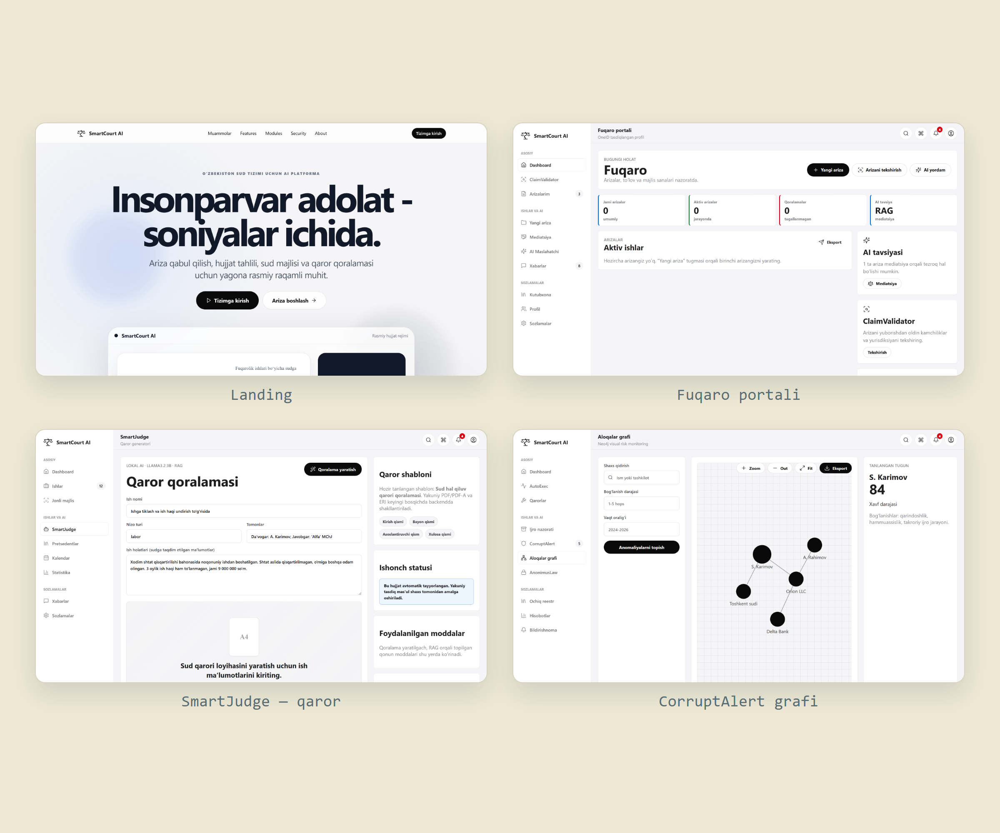 SmartCourt AI
Muammolar Features Modules Security About
Tizimga kirish
O'ZBEKISTON SUD TIZIMI UCHUN AI PLATFORMA
Insonparvar adolat -
soniyalar ichida.
Ariza qabul qilish, hujjat tahlili, sud majlisi va qaror qoralamasi
uchun yagona rasmiy raqamli muhit.
Tizimga kirish
Ariza boshlash
SmartCourt AI
Rasmiy hujjat rejimi
Fuqarolik ishlari bo'yicha sudga
Landing
SmartCourt AI
ASOSIY
Dashboard
ClaimValidator
Arizalarim 3
ISHLAR VA AI
Yangi ariza
Mediatsiya
AI Maslahatchi
Xabarlar 8
SOZLAMALAR
Kutubxona
Profil
Sozlamalar
Fuqaro portali
OneID tasdiqlangan profil
4
BUGUNGI HOLAT
Fuqaro
Arizalar, to'lov va majlis sanalari nazoratda.
Yangi ariza
Arizani tekshirish
AI yordam
Jami arizalar
0
umumiy
Aktiv arizalar
0
jarayonda
Qoralamalar
0
tugallanmagan
AI tavsiya
RAG
mediatsiya
ARIZALAR
Aktiv ishlar
Eksport
Hozircha arizangiz yo'q. "Yangi ariza" tugmasi orqali birinchi arizangizni yarating.
AI tavsiyasi
1 ta ariza mediatsiya orqali tezroq hal
bo'lishi mumkin.
Mediatsiya
ClaimValidator
Arizani yuborishdan oldin kamchiliklar
va yurisdiksiyani tekshiring.
Tekshirish
Fuqaro portali
SmartCourt AI
ASOSIY
Dashboard
Ishlar 12
Jonli majlis
ISHLAR VA AI
SmartJudge
Pretsedentlar
Kalendar
Statistika
SOZLAMALAR
Xabarlar
Sozlamalar
SmartJudge
Qaror generatori
4
LOKAL AI · LLAMA3.2:3B · RAG
Qaror qoralamasi
Qoralama yaratish
Ish nomi
Ishga tiklash va ish haqi undirish to'g'risida
Nizo turi
labor
Tomonlar
Da'vogar: A. Karimov; Javobgar: 'Alfa' MChJ
Ish holatlari (sudga taqdim etilgan ma'lumotlar)
Xodim shtat qisqartirilishi bahonasida noqonuniy ishdan boshatilgan. Shtat aslida qisqartirilmagan, o'rniga boshqa odam
olingan. 3 oylik ish haqi ham to'lanmagan, jami 9 000 000 so'm.
A4
Sud qarori loyihasini yaratish uchun ish
ma'lumotlarini kiriting.
Qaror shabloni
Hozir tanlangan shablon: Sud hal qiluv
qarori qoralamasi. Yakuniy PDF/PDF-A va
ERI keyingi bosqichda backendda
shakllantiriladi.
Kirish qismi
Bayon qismi
Asoslantiruvchi qism
Xulosa qismi
Ishonch statusi
Bu hujjat avtomatik tayyorlangan. Yakuniy
tasdiq mas'ul shaxs tomonidan amalga
oshiriladi.
Foydalanilgan moddalar
Qoralama yaratilgach, RAG orqali topilgan
qonun moddalari shu yerda ko'rinadi.
SmartJudge — qaror
SmartCourt AI
ASOSIY
Dashboard
AutoExec
Qarorlar
ISHLAR VA AI
Ijro nazorati
CorruptAlert 5
Aloqalar grafi
AnonimusLaw
SOZLAMALAR
Ochiq reestr
Hisobotlar
Bildirishnoma
Aloqalar grafi
Neo4j visual risk monitoring
4
Shaxs qidirish
Ism yoki tashkilot
Bog'lanish darajasi
1-5 hops
Vaqt oralig'i
2024-2026
Anomaliyalarni topish
Zoom
Out
Fit
Eksport
A. Rahimov
S. Karimov
Orion LLC
Toshkent sudi
Delta Bank
TANLANGAN TUGUN
S. Karimov
84
Xavf darajasi
Bog'lanishlar: qarindoshlik,
hammuassislik, takroriy ijro jarayoni.
CorruptAlert grafi